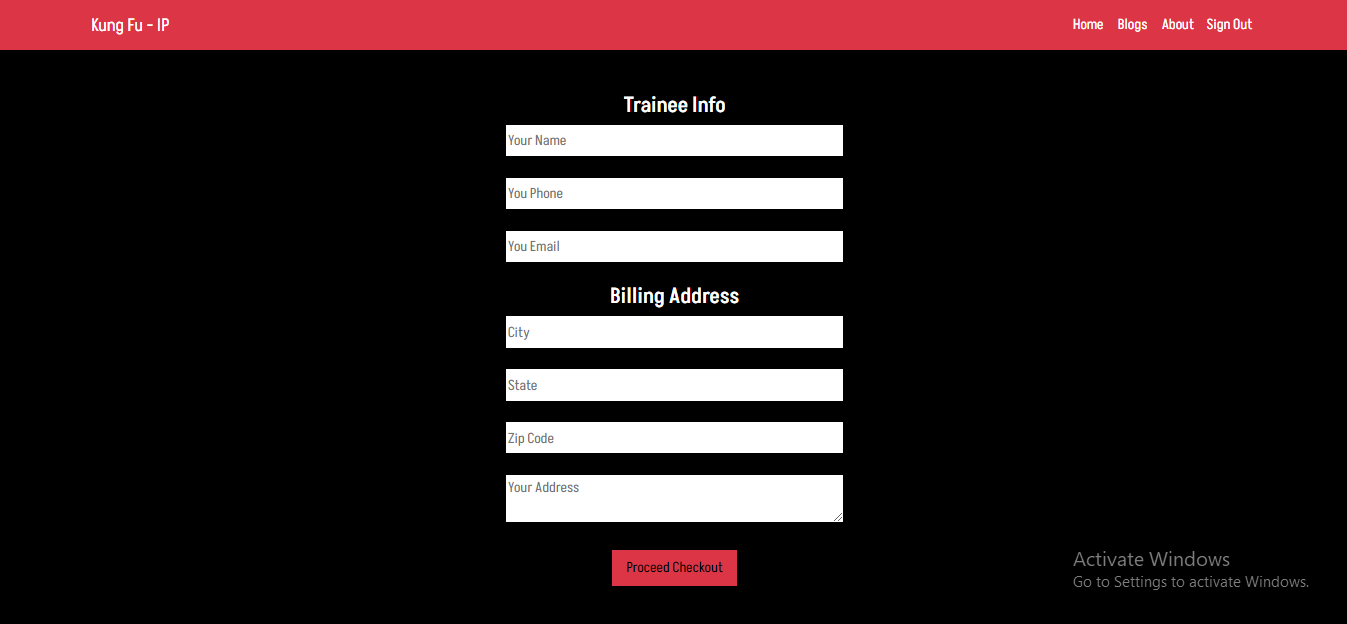 Kung Fu - IP
Home Blogs About Sign Out
Trainee Info
Your Name
You Phone
You Email
Billing Address
City
State
Zip Code
Your Address
Proceed Checkout
Activate Windows
Go to Settings to activate Windows.